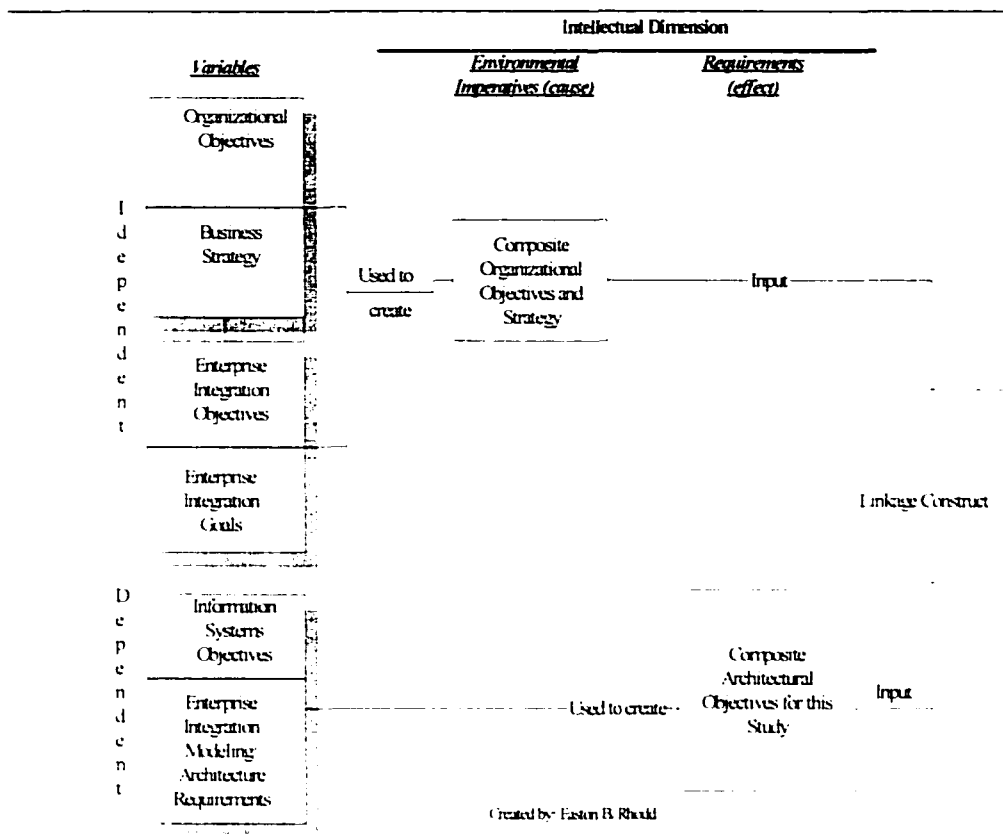 Intellectual Dimension
Variables
Environmental
Imperatives (cause)
Requirements
(effect)
Organizational
Objectives
Business
Strategy
Idependent
Used to
create
Composite
Organizational
Objectives and
Strategy
Input
Enterprise
Integration
Objectives
Enterprise
Integration
Goals
Linkage Construct
Dependent
Information
Systems
Objectives
Enterprise
Integration
Modeling
Architecture
Requirements
Used to create
Composite
Architectural
Objectives for this
Study
Input
Created by: Easton B. Rhodd